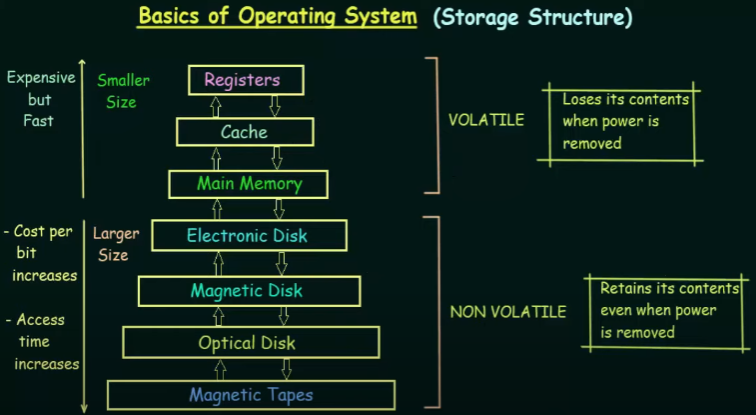 Basics of Operating System (Storage Structure)
Expensive
but
Fast
Smaller
Size
Registers
Cache
Main Memory
VOLATILE
Loses its contents
when power is
removed
- Cost per
bit
increases
- Access
time
increases
Larger
Size
Electronic Disk
Magnetic Disk
Optical Disk
Magnetic Tapes
NON VOLATILE
Retains its contents
even when power
is removed